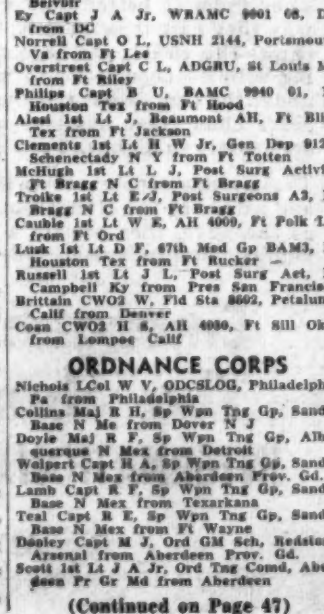 Belvoir
Ey Capt J A Jr, WRAMC 9901 08,
from DC
Norrell Capt O L, USNH 2144, Portsmou
Va from Ft Lee
Overstreet Capt C L, ADGRU, St Louis M
from Ft Riley
Philips Capt B U, BAMC 9940 01,
Houston Tex from Ft Hood
Alesi 1st Lt J, Beaumont AH, Ft Bli
Tex from Ft Jackson
Clements 1st Lt H W Jr, Gen Dep 912
Schenectady N Y from Ft Totten
McHugh 1st Lt L J, Post Surg Activi
Ft Bragg N C from Ft Bragg
Troike 1st Lt E J, Post Surgeons A3,
Bragg N C from Ft Bragg
Cauble 1st Lt W E, AH 4009, Ft Polk
from Ft Ord
Lusk 1st Lt D F, 67th Med Gp BAM3,
Houston Tex from Ft Rucker
Russell 1st Lt J L, Post Surg Act,
Campbell Ky from Pres San Francis
Brittain CWO2 W, Fld Sta 8602, Petalum
Calif from Denver
Coan CWO2 H S, AH 4030, Ft Sill Ok
from Lompoc Calif
ORDNANCE CORPS
Nichols LCol W V, ODCSLOG, Philadelph
Pa from Philadelphia
Collins Maj R H, Sp Wpn Tng Gp, Sand
Base N Me from Dover N J
Doyle Maj R F, Sp Wpn Tng Gp, Alb
querque N Mex from Detroit
Walpert Capt H A, Sp Wpn Tng Gp, Sand
Base N Mex from Aberdeen Prov. Gd.
Lamb Capt R F, Sp Wpn Tng Gp, Sand
Base N Mex from Texarkana
Teal Capt R E, Sp Wpn Tng Gp, Sand
Base N Mex from Ft Wayne
Donley Capt M J, Ord GM Sch, Redston
Arsenal from Aberdeen Prov. Gd.
Scott 1st Lt J A Jr, Ord Tng Comd, Abe
deen Pr Gr Md from Aberdeen
(Continued on Page 47)